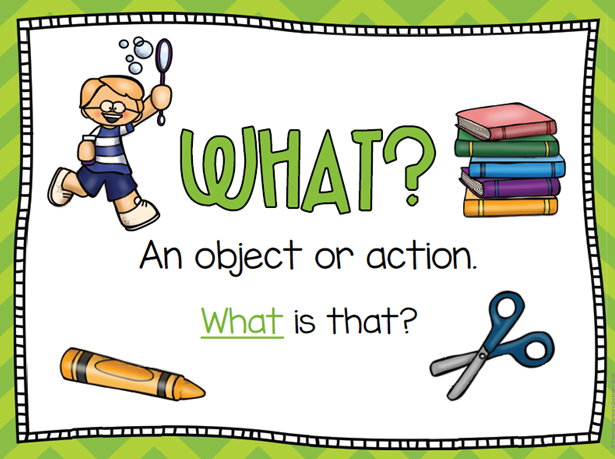 WHAT?
An object or action.
What is that?